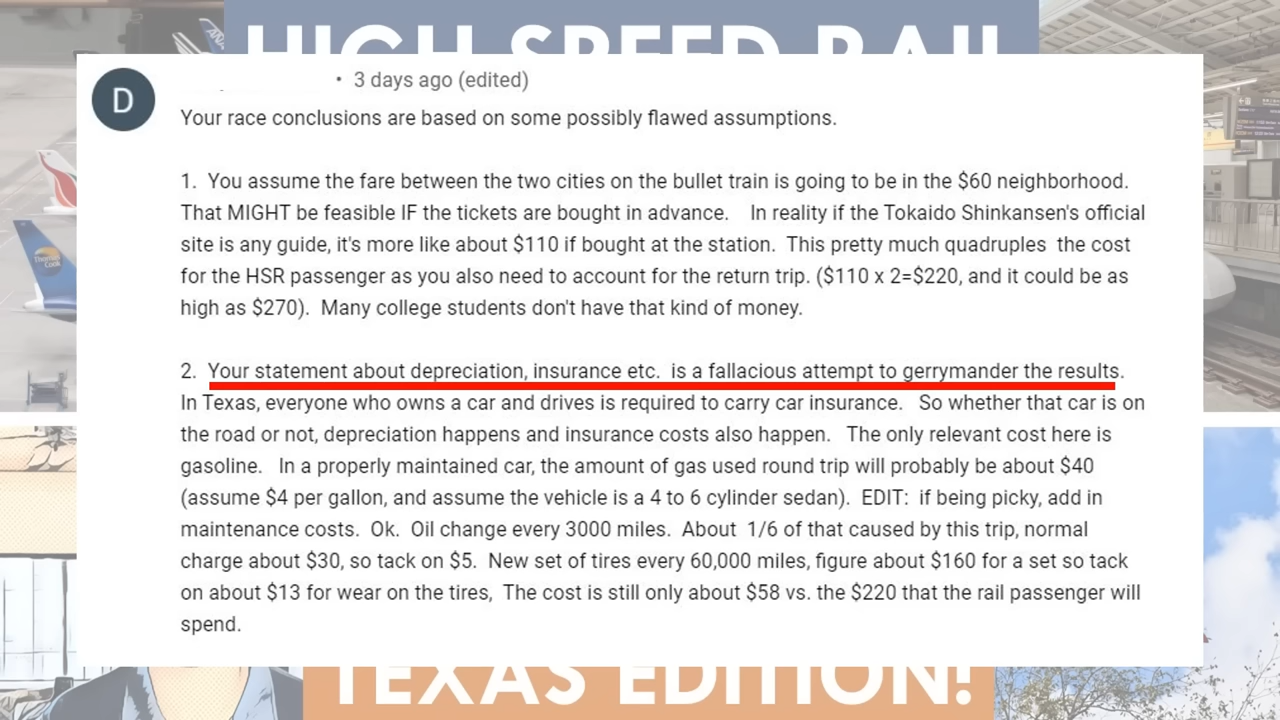 HIGH SPEED RAIL
D
• 3 days ago (edited)
Your race conclusions are based on some possibly flawed assumptions.
1. You assume the fare between the two cities on the bullet train is going to be in the $60 neighborhood.
That MIGHT be feasible IF the tickets are bought in advance. In reality if the Tokaido Shinkansen's official
site is any guide, it's more like about $110 if bought at the station. This pretty much quadruples the cost
for the HSR passenger as you also need to account for the return trip. ($110 x 2=$220, and it could be as
high as $270). Many college students don't have that kind of money.
2. Your statement about depreciation, insurance etc. is a fallacious attempt to gerrymander the results.
In Texas, everyone who owns a car and drives is required to carry car insurance. So whether that car is on
the road or not, depreciation happens and insurance costs also happen. The only relevant cost here is
gasoline. In a properly maintained car, the amount of gas used round trip will probably be about $40
(assume $4 per gallon, and assume the vehicle is a 4 to 6 cylinder sedan). EDIT: if being picky, add in
maintenance costs. Ok. Oil change every 3000 miles. About 1/6 of that caused by this trip, normal
charge about $30, so tack on $5. New set of tires every 60,000 miles, figure about $160 for a set so tack
on about $13 for wear on the tires, The cost is still only about $58 vs. the $220 that the rail passenger will
spend.
Thomas
Cook
TEXAS EDITION!